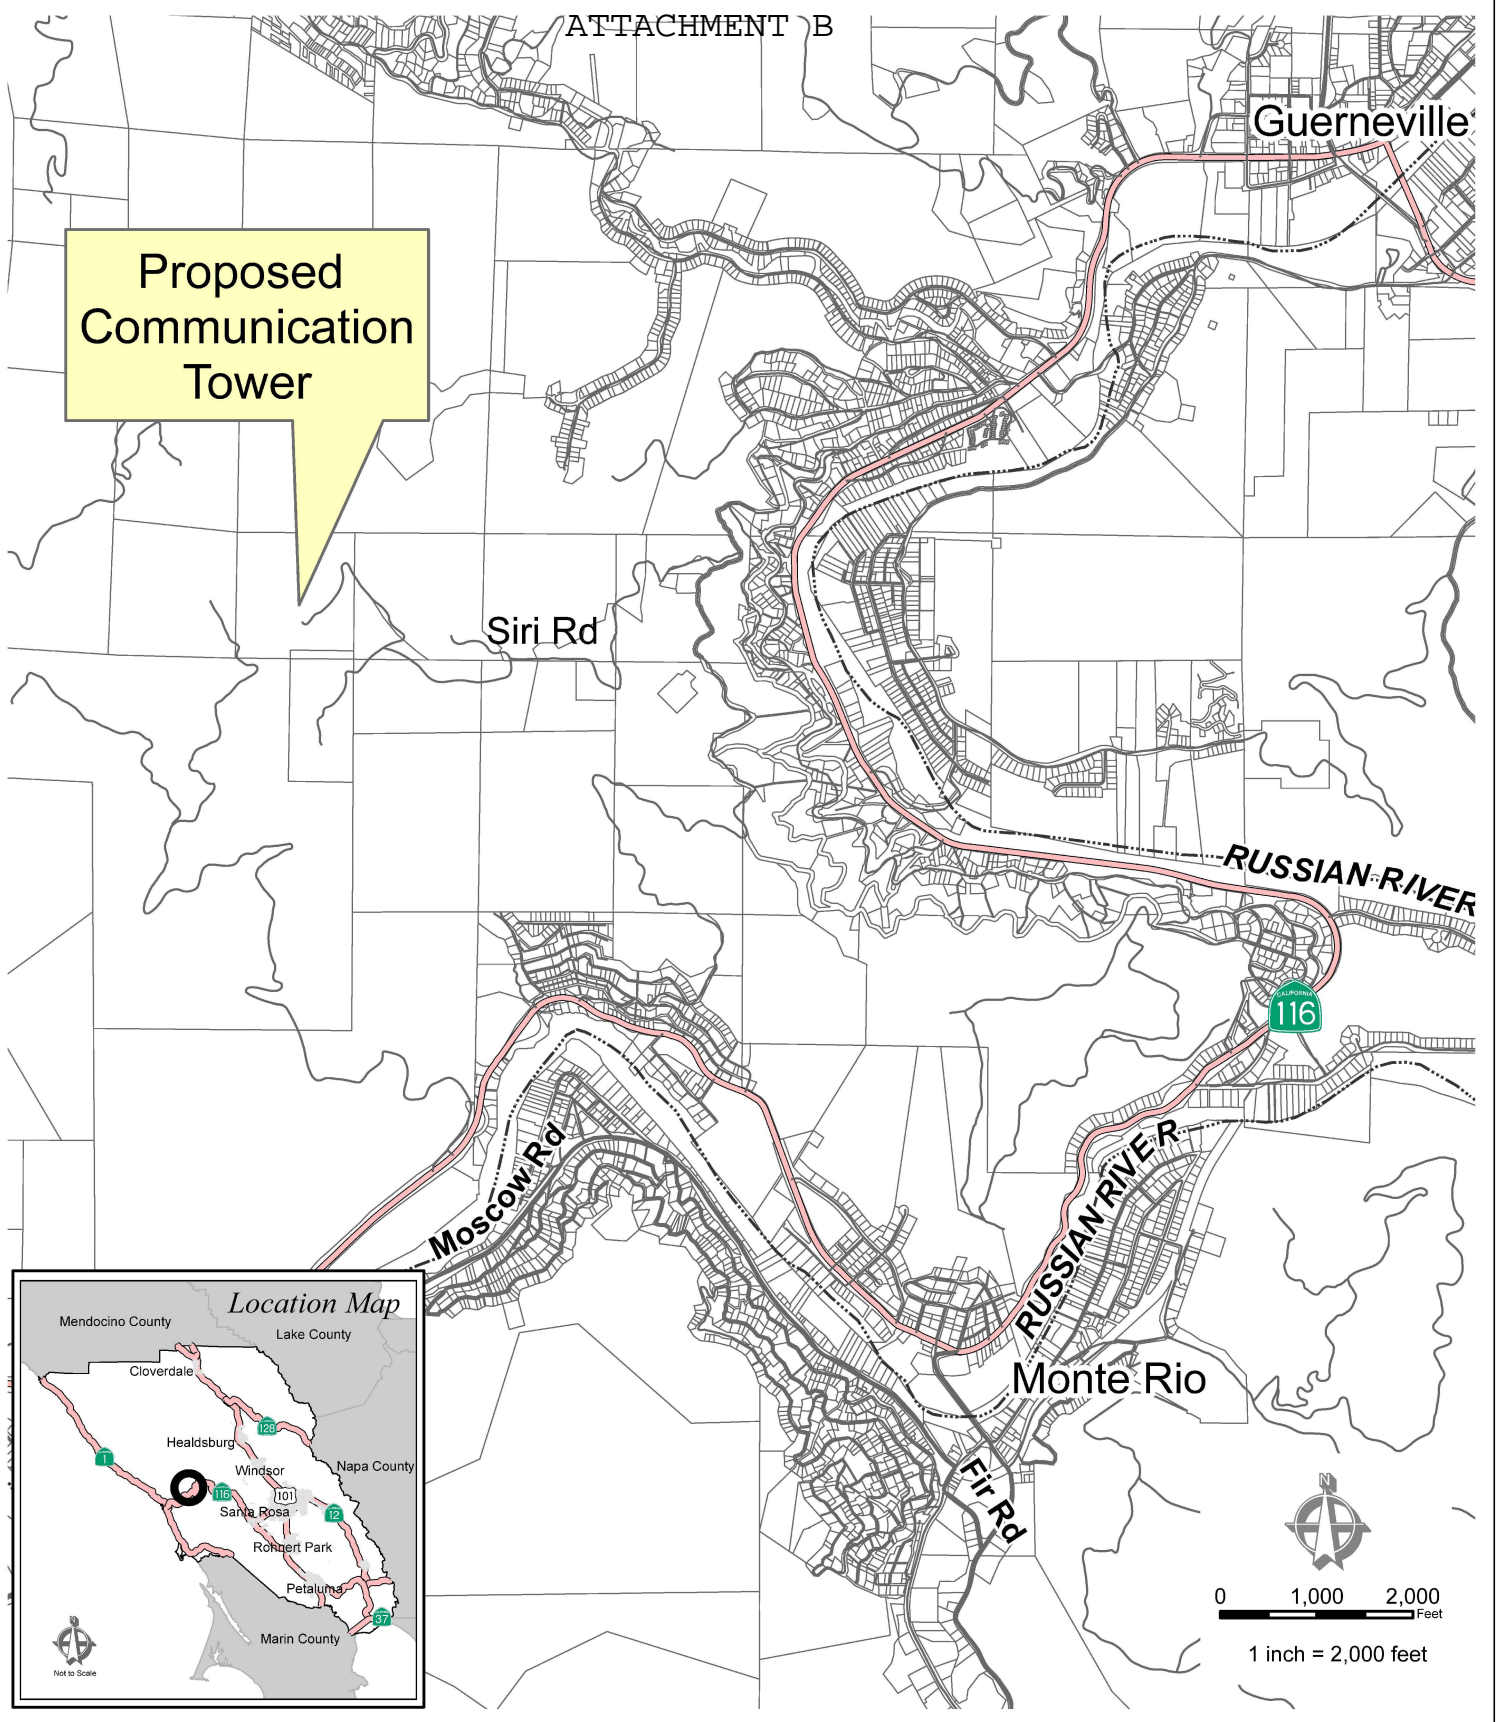 ATTACHMENT B
Guerneville
Proposed
Communication
Tower
Siri Rd
RUSSIAN RIVER
CALIFORNIA
116
Moscow Rd
RUSSIAN RIVE R
Monte Rio
Fir Rd
Location Map
Mendocino County
Lake County
Cloverdale
128
Healdsburg
1
Windsor
Napa County
116
101
Santa Rosa
12
Rohnert Park
Petaluma
37
Marin County
N
Not to Scale
N
0 1,000 2,000
Feet
1 inch = 2,000 feet